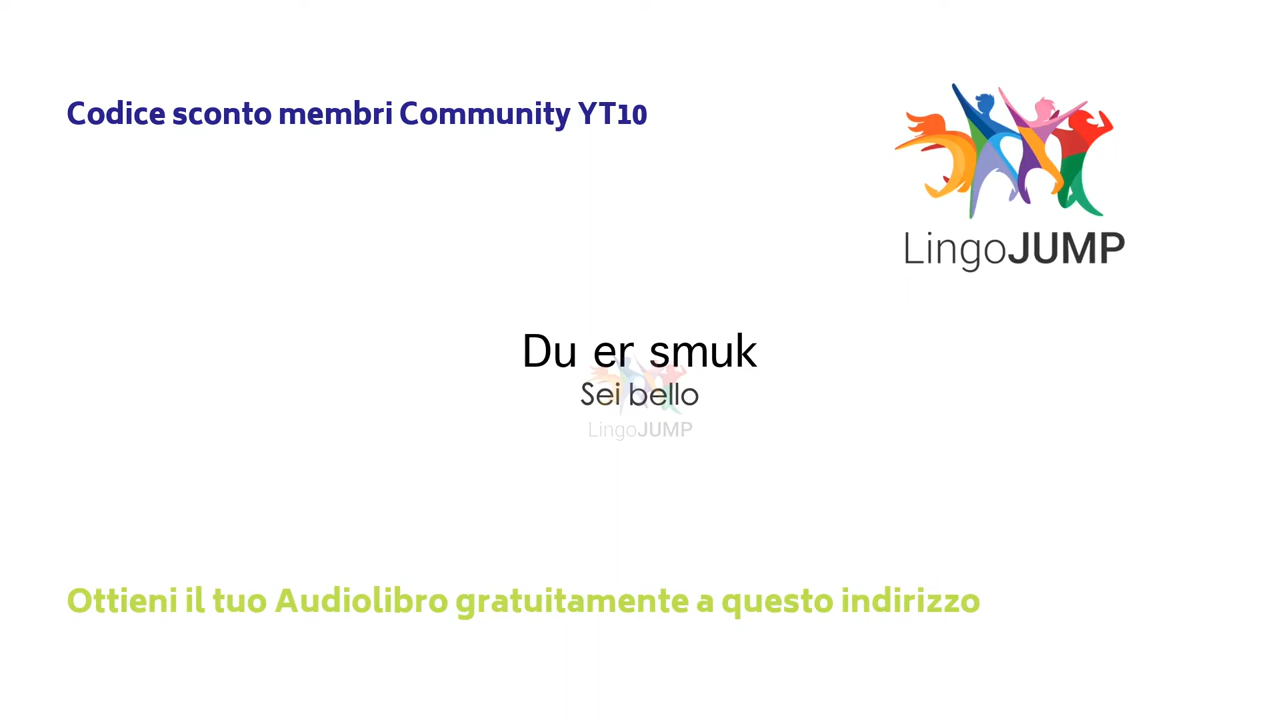 Codice sconto membri Community YT10
LingoJUMP
Du er smuk
Sei bello
LingoJUMP
Ottieni il tuo Audiolibro gratuitamente a questo indirizzo